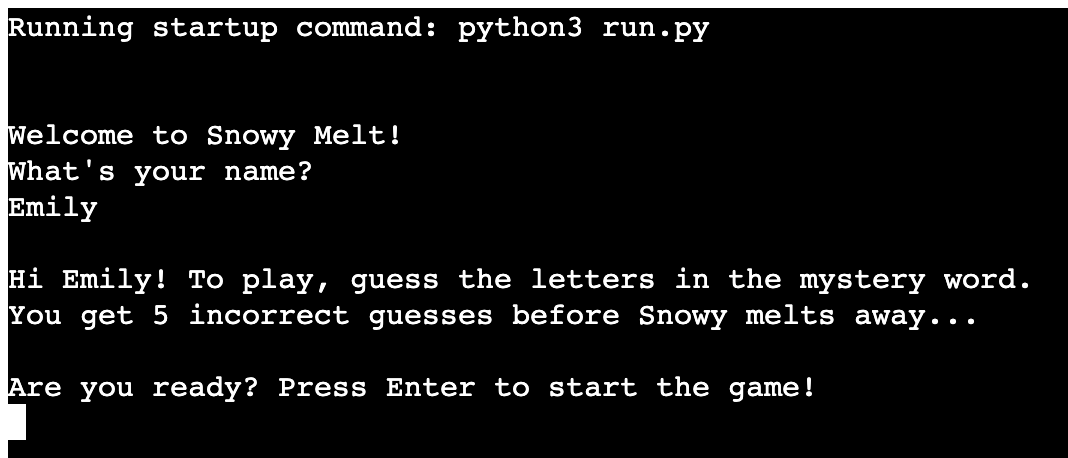 Running startup command: python3 run.py
Welcome to Snowy Melt!
What's your name?
Emily
Hi Emily! To play, guess the letters in the mystery word.
You get 5 incorrect guesses before Snowy melts away...
Are you ready? Press Enter to start the game!